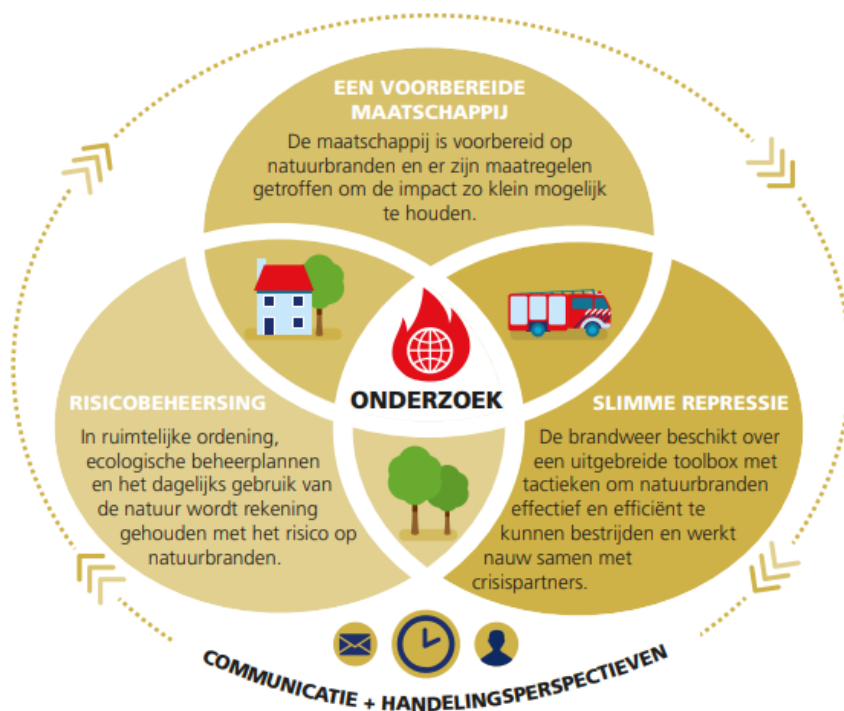 EEN VOORBEREIDE
MAATSCHAPPIJ
De maatschappij is voorbereid op
natuurbranden en er zijn maatregelen
getroffen om de impact zo klein mogelijk
te houden.
ONDERZOEK
RISICOBEHEERSING
In ruimtelijke ordening,
ecologische beheerplannen
en het dagelijks gebruik van
de natuur wordt rekening
gehouden met het risico op
natuurbranden.
SLIMME REPRESSIE
De brandweer beschikt over
een uitgebreide toolbox met
tactieken om natuurbranden
effectief en efficiënt te
kunnen bestrijden en werkt
nauw samen met
crisispartners.
COMMUNICATIE + HANDELINGSPERSPECTIEVEN